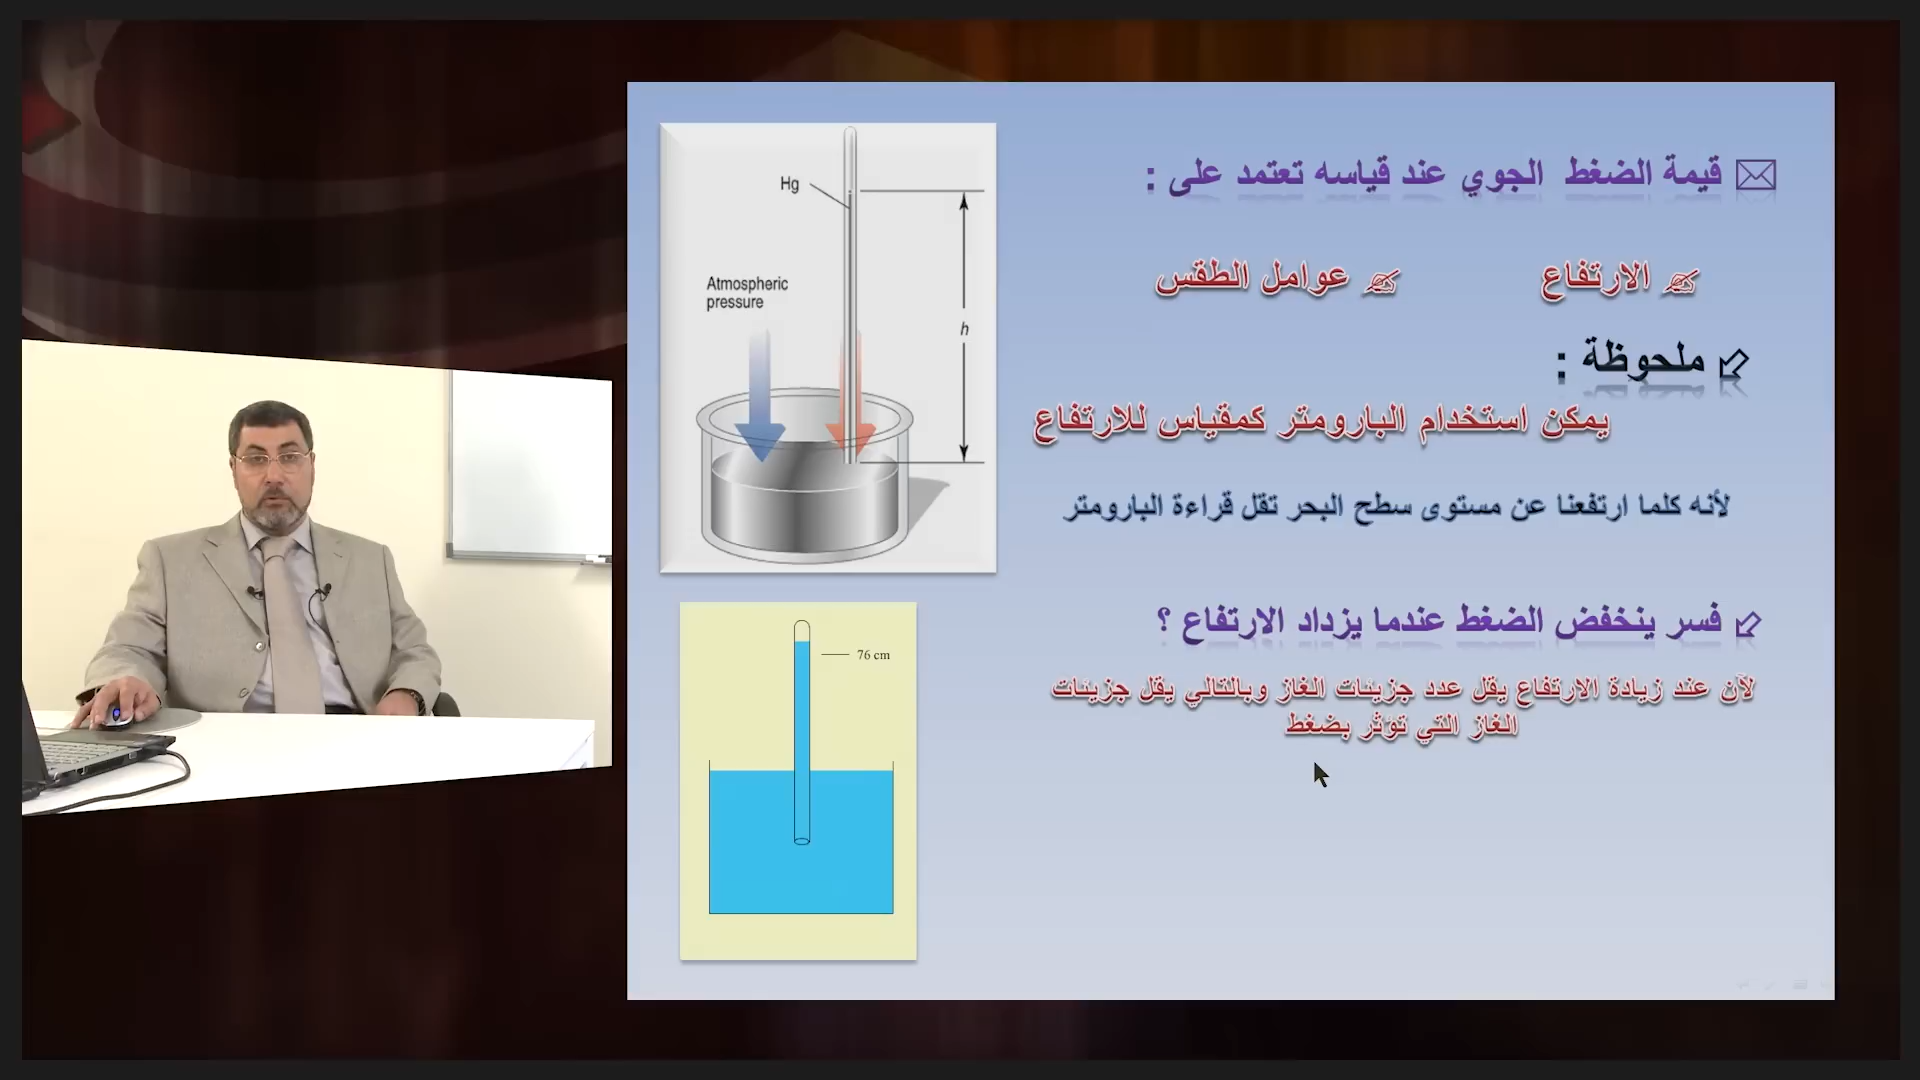 قيمة الضغط الجوي عند قياسه تعتمد على :
الارتفاع
عوامل الطقس
ملحوظة :
يمكن استخدام البارومتر كمقياس للارتفاع
لأنه كلما ارتفعنا عن مستوى سطح البحر تقل قراءة البارومتر
فسر ينخفض الضغط عندما يزداد الارتفاع ؟
لآن عند زيادة الارتفاع يقل عدد جزيئات الغاز وبالتالي يقل جزيئات
الغاز التي توثر بضغط
Hg
Atmospheric
pressure
h
76 cm